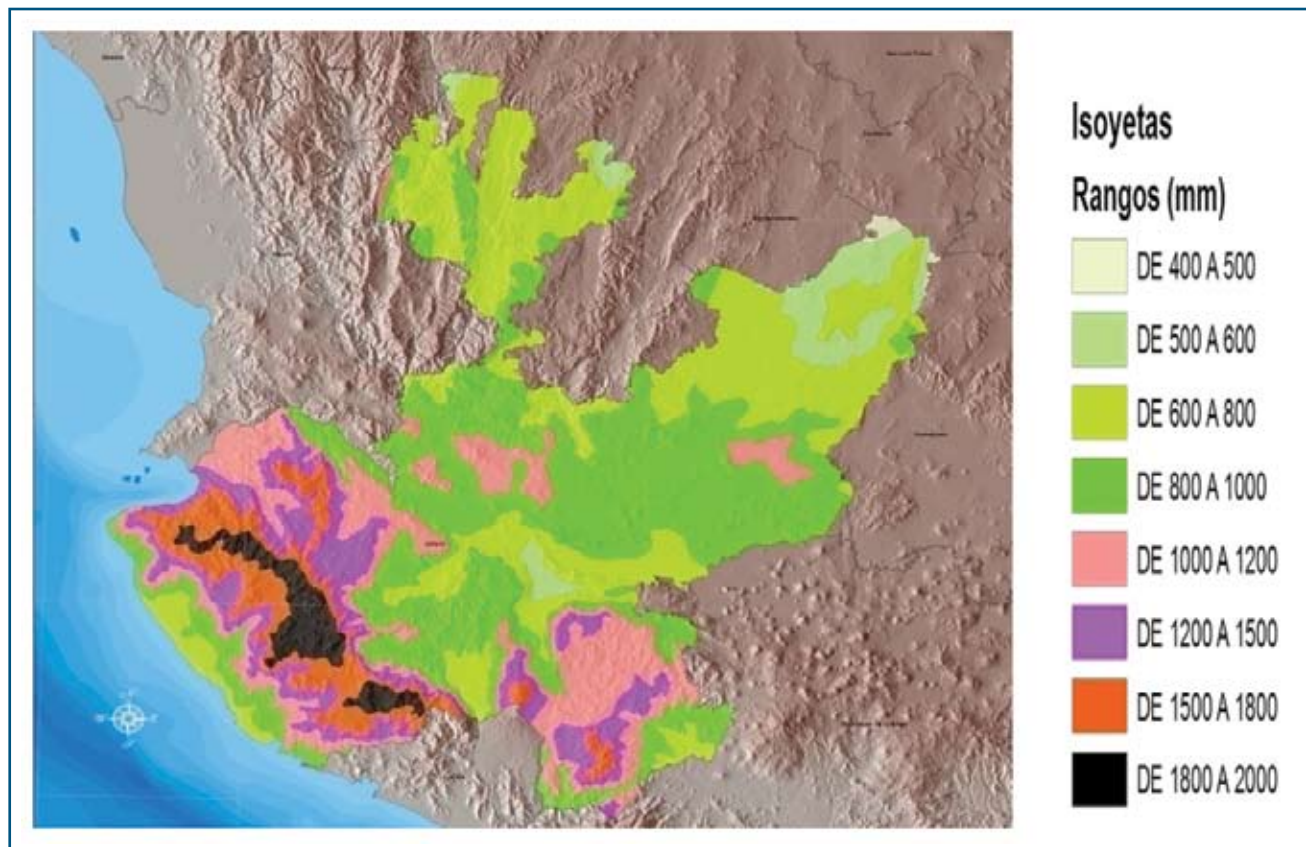 Isoyetas
Rangos (mm)
DE 400 A 500
DE 500 A 600
DE 600 A 800
DE 800 A 1000
DE 1000 A 1200
DE 1200 A 1500
DE 1500 A 1800
DE 1800 A 2000